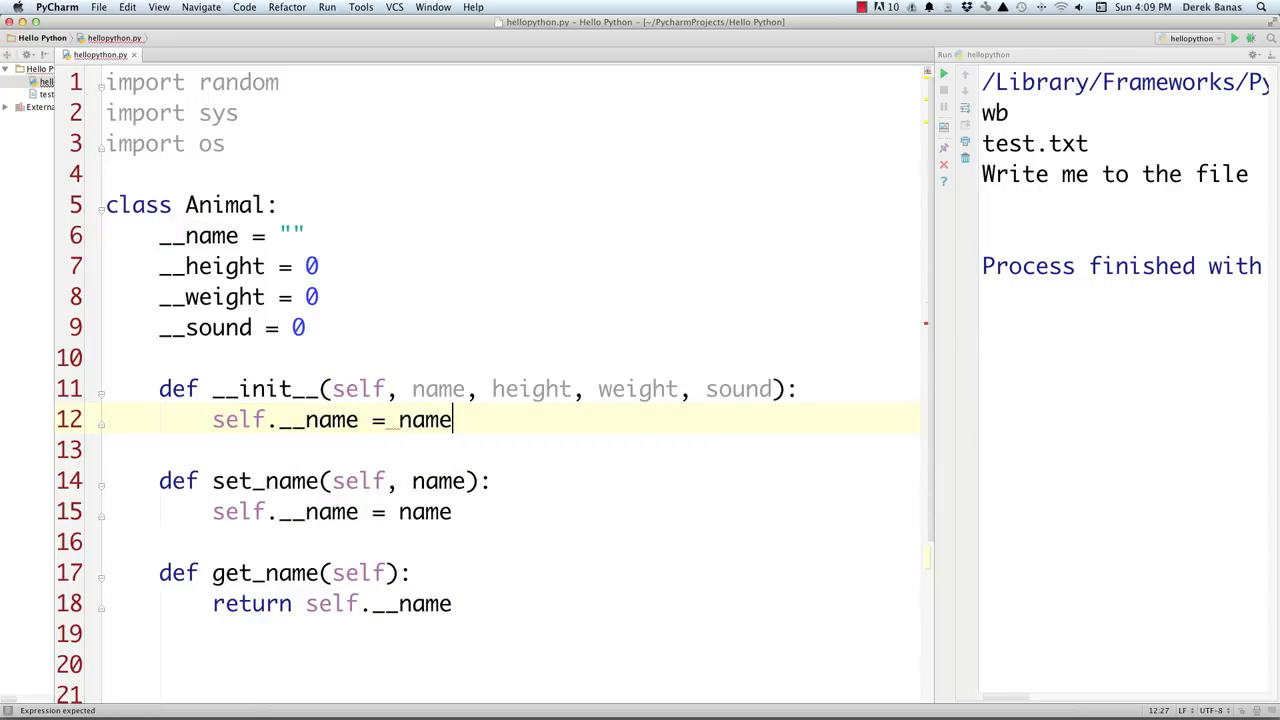 PyCharm File Edit View Navigate Code Refactor Run Tools VCS Window Help 10 Sun 4:09 PM Derek Banas
hellopython.py – Hello Python – [~/PycharmProjects/Hello Python]
Hello Python hellopython.py hellopython
hellopython.py Run hellopython
Hello P
hell
test
Extern
1 import random
2 import sys
3 import os
4
5 class Animal:
6 __name = ""
7 __height = 0
8 __weight = 0
9 __sound = 0
10
11 def __init__(self, name, height, weight, sound):
12 self.__name = name
13
14 def set_name(self, name):
15 self.__name = name
16
17 def get_name(self):
18 return self.__name
19
20
21
/Library/Frameworks/Py
wb
test.txt
Write me to the file
Process finished with
Expression expected 12:27 LF UTF-8